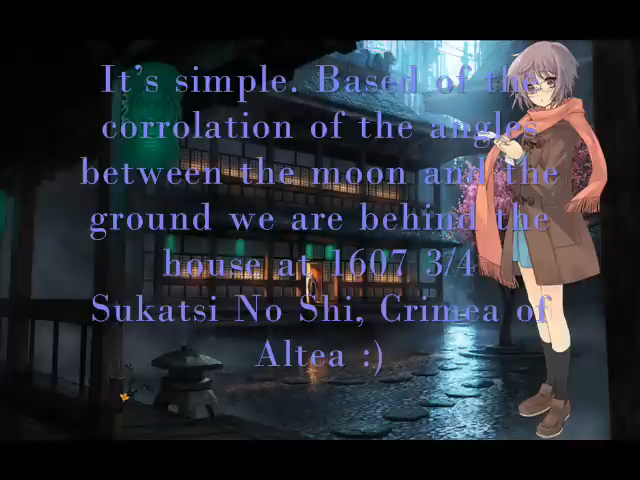 It's simple. Based of the
corrolation of the angles
between the moon and the
ground we are behind the
house at 1607 3/4
Sukatsi No Shi, Crimea of
Altea :)